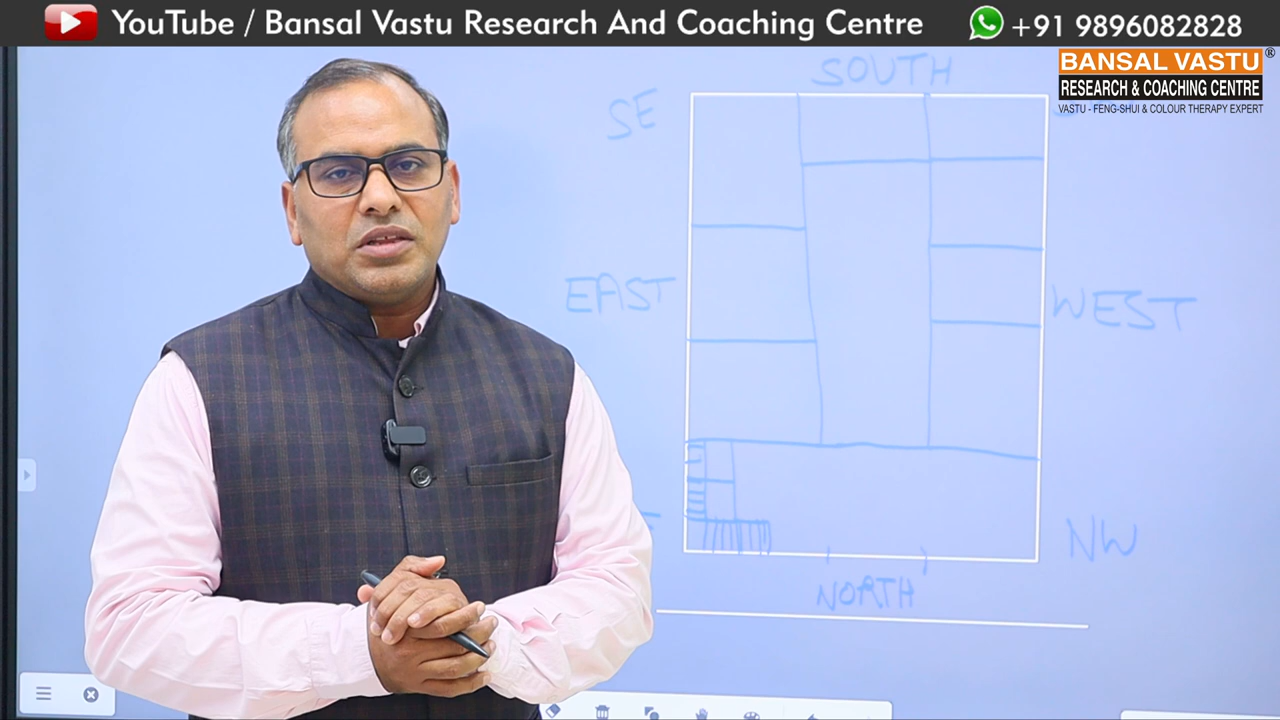 YouTube / Bansal Vastu Research And Coaching Centre
+91 9896082828
BANSAL VASTU®
RESEARCH & COACHING CENTRE
VASTU - FENG-SHUI & COLOUR THERAPY EXPERT
SOUTH
SE
EAST
WEST
NW
NORTH